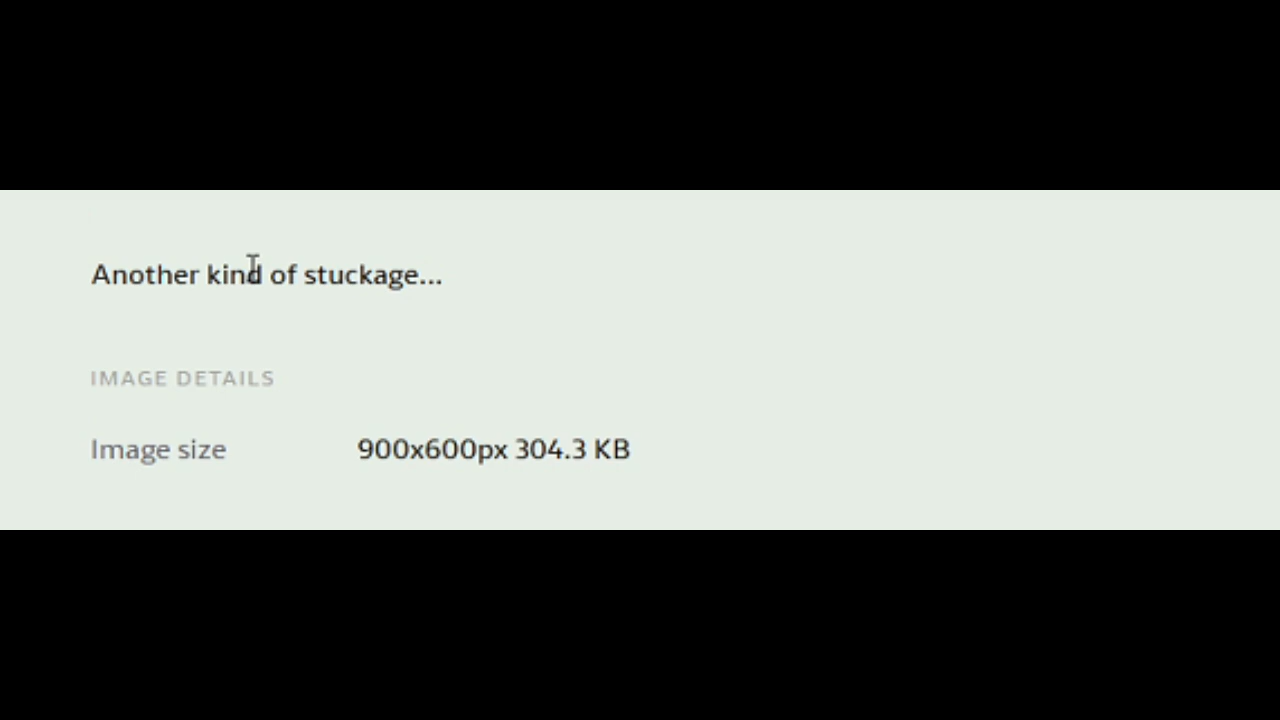 Another kind of stuckage...
IMAGE DETAILS
Image size 900x600px 304.3 KB